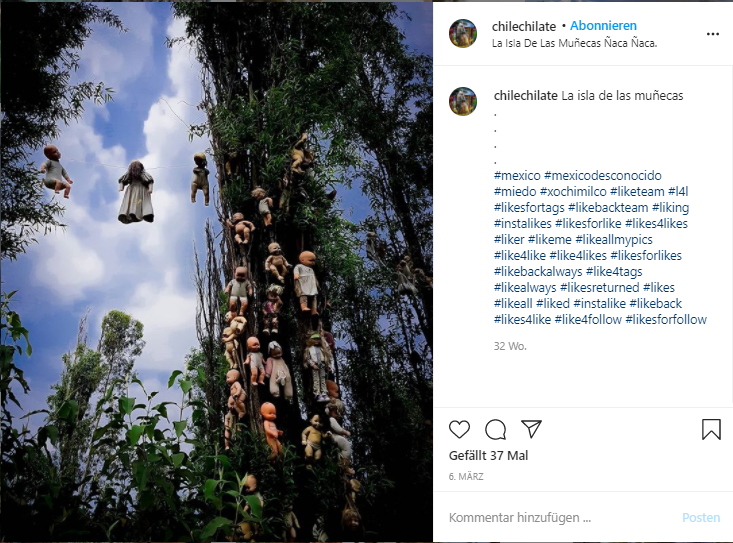 chilechilate • Abonnieren
La Isla De Las Muñecas Ñaca Ñaca.
chilechilate La isla de las muñecas
.
.
.
.
#mexico #mexicodesconocido
#miedo #xochimilco #liketeam #l4l
#likesfortags #likebackteam #liking
#instalikes #likesforlike #likes4likes
#liker #likeme #likeallmypics
#like4like #like4likes #likesforlikes
#likebackalways #like4tags
#likealways #likesreturned #likes
#likeall #liked #instalike #likeback
#likes4like #like4follow #likesforfollow
32 Wo.
Gefällt 37 Mal
6. MÄRZ
Kommentar hinzufügen ...
Posten